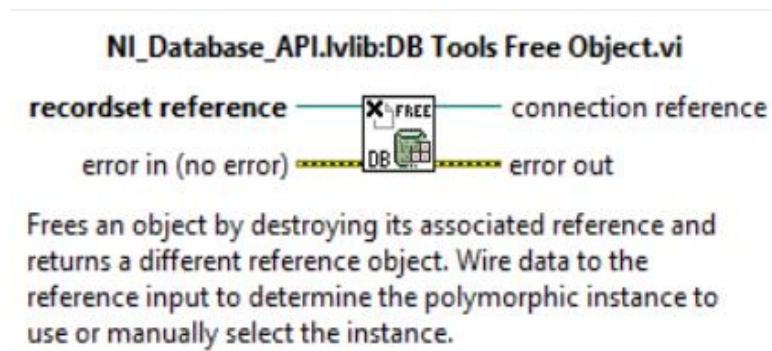 NI_Database_API.lvlib:DB Tools Free Object.vi
recordset reference
FREE
connection reference
error in (no error)
DB
error out
Frees an object by destroying its associated reference and
returns a different reference object. Wire data to the
reference input to determine the polymorphic instance to
use or manually select the instance.